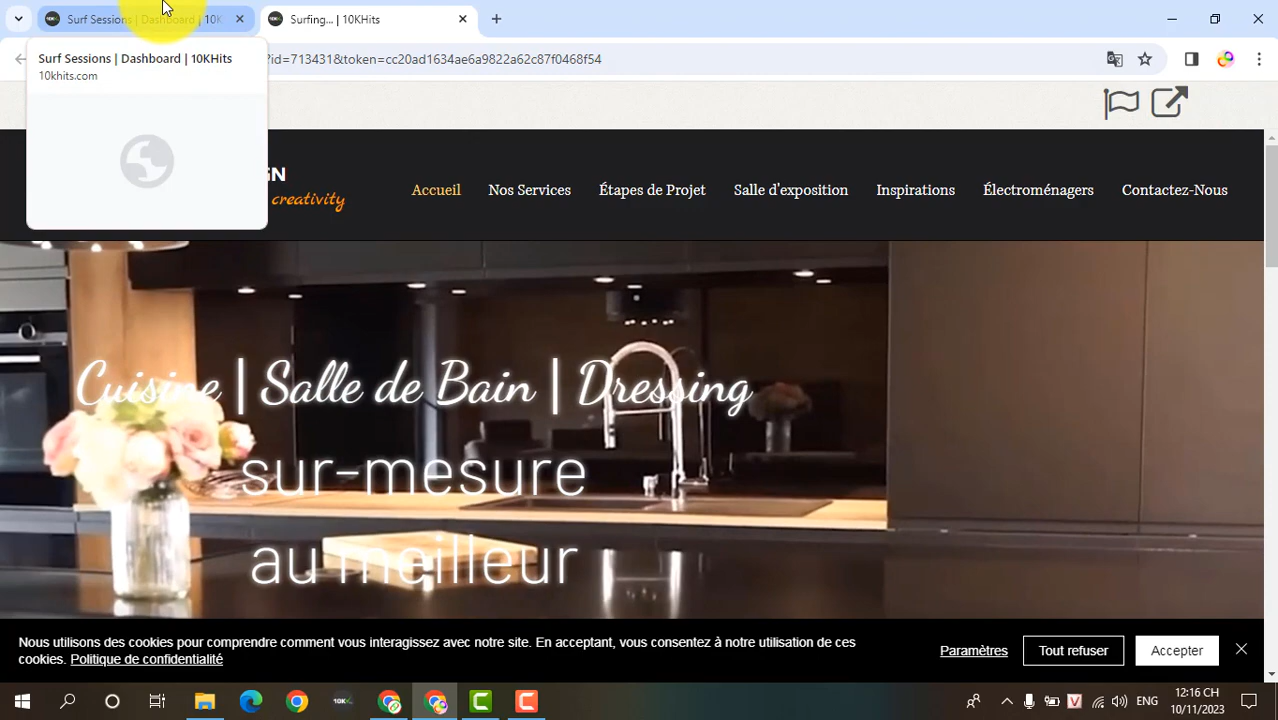 Surf Sessions | Dashboard | 10K
Surfing... | 10KHits
Surf Sessions | Dashboard | 10KHits
10khits.com
?id=713431&token=cc20ad1634ae6a9822a62c87f0468f54
GN
creativity
Accueil
Nos Services
Étapes de Projet
Salle d'exposition
Inspirations
Électroménagers
Contactez-Nous
Cuisine | Salle de Bain | Dressing
sur-mesure
au meilleur
Nous utilisons des cookies pour comprendre comment vous interagissez avec notre site. En acceptant, vous consentez à notre utilisation de
cookies. Politique de confidentialité
Paramètres
Tout refuser
Accepter
ENG
12:16 CH
10/11/2023